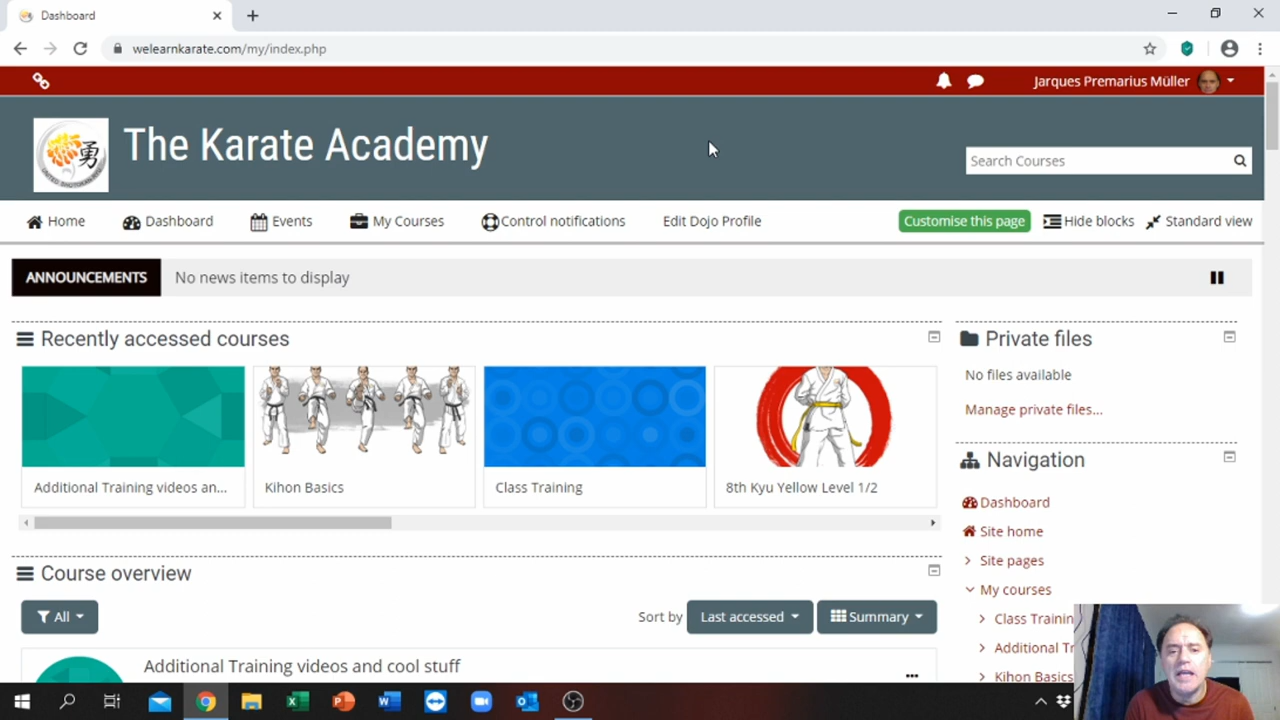 Dashboard
welearnkarate.com/my/index.php
Jarques Premarius Müller
The Karate Academy
勇
Search Courses
Home Dashboard Events My Courses Control notifications Edit Dojo Profile Customise this page Hide blocks Standard view
ANNOUNCEMENTS No news items to display
Recently accessed courses
Additional Training videos an...
Kihon Basics
Class Training
8th Kyu Yellow Level 1/2
Private files
No files available
Manage private files...
Navigation
Dashboard
Site home
Site pages
My courses
Class Trainin
Additional Tr
Kihon Basics
Course overview
All Sort by Last accessed Summary
Additional Training videos and cool stuff